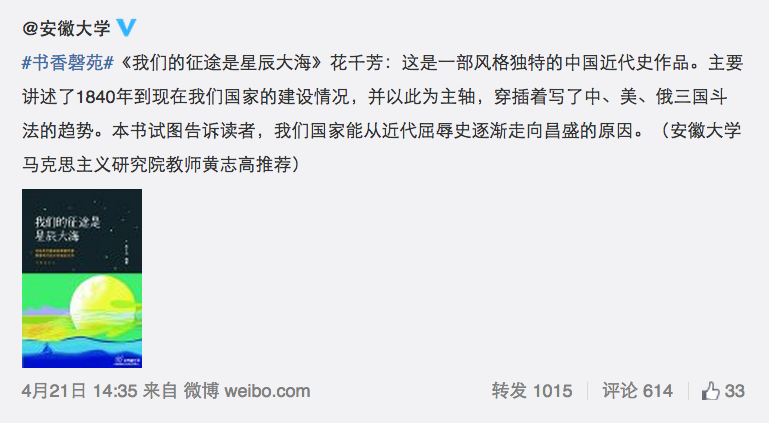 @安徽大学
#书香磬苑#《我们的征途是星辰大海》花千芳：这是一部风格独特的中国近代史作品。主要
讲述了1840年到现在我们国家的建设情况，并以此为主轴，穿插着写了中、美、俄三国斗
法的趋势。本书试图告诉读者，我们国家能从近代屈辱史逐渐走向昌盛的原因。（安徽大学
马克思主义研究院教师黄志高推荐）
我们的征途是
星辰大海
4月21日 14:35 来自 微博 weibo.com 转发 1015 评论 614 33